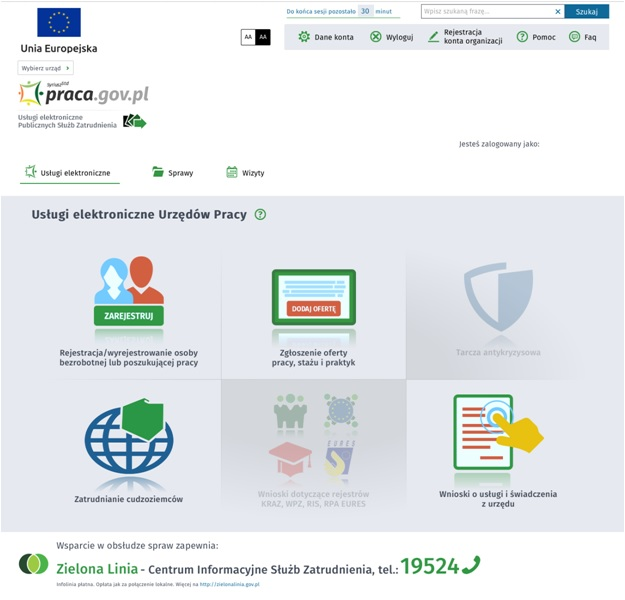 Unia Europejska
Wybierz urząd
AA AA
Do końca sesji pozostało 30 minut
Wpisz szukaną frazę... ×
Szukaj
Dane konta
Wyloguj
Rejestracja
konta organizacji
Pomoc
Faq
praca.gov.pl
Usługi elektroniczne
Publicznych Służb Zatrudnienia
Jesteś zalogowany jako:
Usługi elektroniczne
Sprawy
Wizyty
Usługi elektroniczne Urzędów Pracy ?
ZAREJESTRUJ
Rejestracja/wyrejestrowanie osoby
bezrobotnej lub poszukującej pracy
DODAJ OFERTĘ
Zgłoszenie oferty
pracy, stażu i praktyk
Tarcza antykryzysowa
Zatrudnianie cudzoziemców
EURES
Wnioski dotyczące rejestrów
KRAZ, WPZ, RIS, RPA EURES
Wnioski o usługi i świadczenia
z urzędu
Wsparcie w obsłudze spraw zapewnia:
Zielona Linia - Centrum Informacyjne Służb Zatrudnienia, tel.: 19524
Infolinia płatna. Opłata jak za połączenie lokalne. Więcej na http://zielonalinia.gov.pl